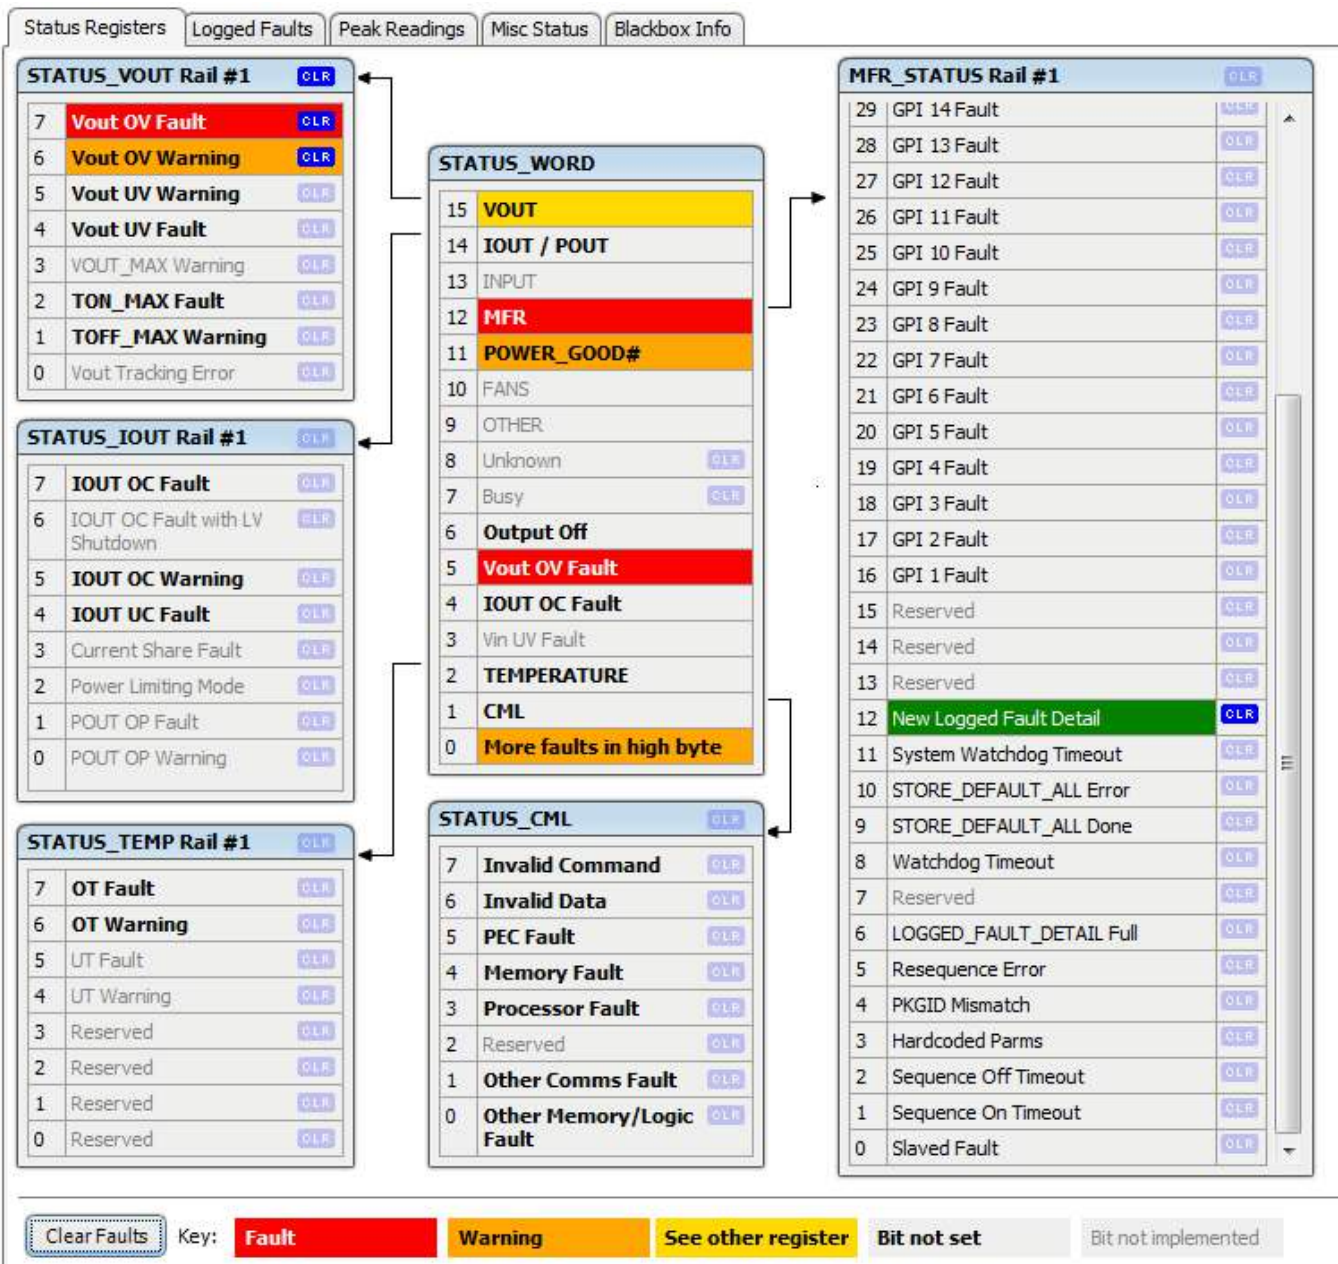 Status Registers Logged Faults Peak Readings Misc Status Blackbox Info
STATUS_VOUT Rail #1 CLR
7 Vout OV Fault CLR
6 Vout OV Warning CLR
5 Vout UV Warning CLR
4 Vout UV Fault CLR
3 VOUT_MAX Warning CLR
2 TON_MAX Fault CLR
1 TOFF_MAX Warning CLR
0 Vout Tracking Error CLR
STATUS_IOUT Rail #1 CLR
7 IOUT OC Fault CLR
6 IOUT OC Fault with LV CLR
Shutdown
5 IOUT OC Warning CLR
4 IOUT UC Fault CLR
3 Current Share Fault CLR
2 Power Limiting Mode CLR
1 POUT OP Fault CLR
0 POUT OP Warning CLR
STATUS_TEMP Rail #1 CLR
7 OT Fault CLR
6 OT Warning CLR
5 UT Fault CLR
4 UT Warning CLR
3 Reserved CLR
2 Reserved CLR
1 Reserved CLR
0 Reserved CLR
STATUS_WORD
15 VOUT
14 IOUT / POUT
13 INPUT
12 MFR
11 POWER_GOOD#
10 FANS
9 OTHER
8 Unknown CLR
7 Busy CLR
6 Output Off
5 Vout OV Fault
4 IOUT OC Fault
3 Vin UV Fault
2 TEMPERATURE
1 CML
0 More faults in high byte
STATUS_CML CLR
7 Invalid Command CLR
6 Invalid Data CLR
5 PEC Fault CLR
4 Memory Fault CLR
3 Processor Fault CLR
2 Reserved CLR
1 Other Comms Fault CLR
0 Other Memory/Logic CLR
Fault
MFR_STATUS Rail #1 CLR
29 GPI 14 Fault CLR
28 GPI 13 Fault CLR
27 GPI 12 Fault CLR
26 GPI 11 Fault CLR
25 GPI 10 Fault CLR
24 GPI 9 Fault CLR
23 GPI 8 Fault CLR
22 GPI 7 Fault CLR
21 GPI 6 Fault CLR
20 GPI 5 Fault CLR
19 GPI 4 Fault CLR
18 GPI 3 Fault CLR
17 GPI 2 Fault CLR
16 GPI 1 Fault CLR
15 Reserved CLR
14 Reserved CLR
13 Reserved CLR
12 New Logged Fault Detail CLR
11 System Watchdog Timeout CLR
10 STORE_DEFAULT_ALL Error CLR
9 STORE_DEFAULT_ALL Done CLR
8 Watchdog Timeout CLR
7 Reserved CLR
6 LOGGED_FAULT_DETAIL Full CLR
5 Resequence Error CLR
4 PKGID Mismatch CLR
3 Hardcoded Parms CLR
2 Sequence Off Timeout CLR
1 Sequence On Timeout CLR
0 Slaved Fault CLR
Clear Faults Key: Fault Warning See other register Bit not set Bit not implemented